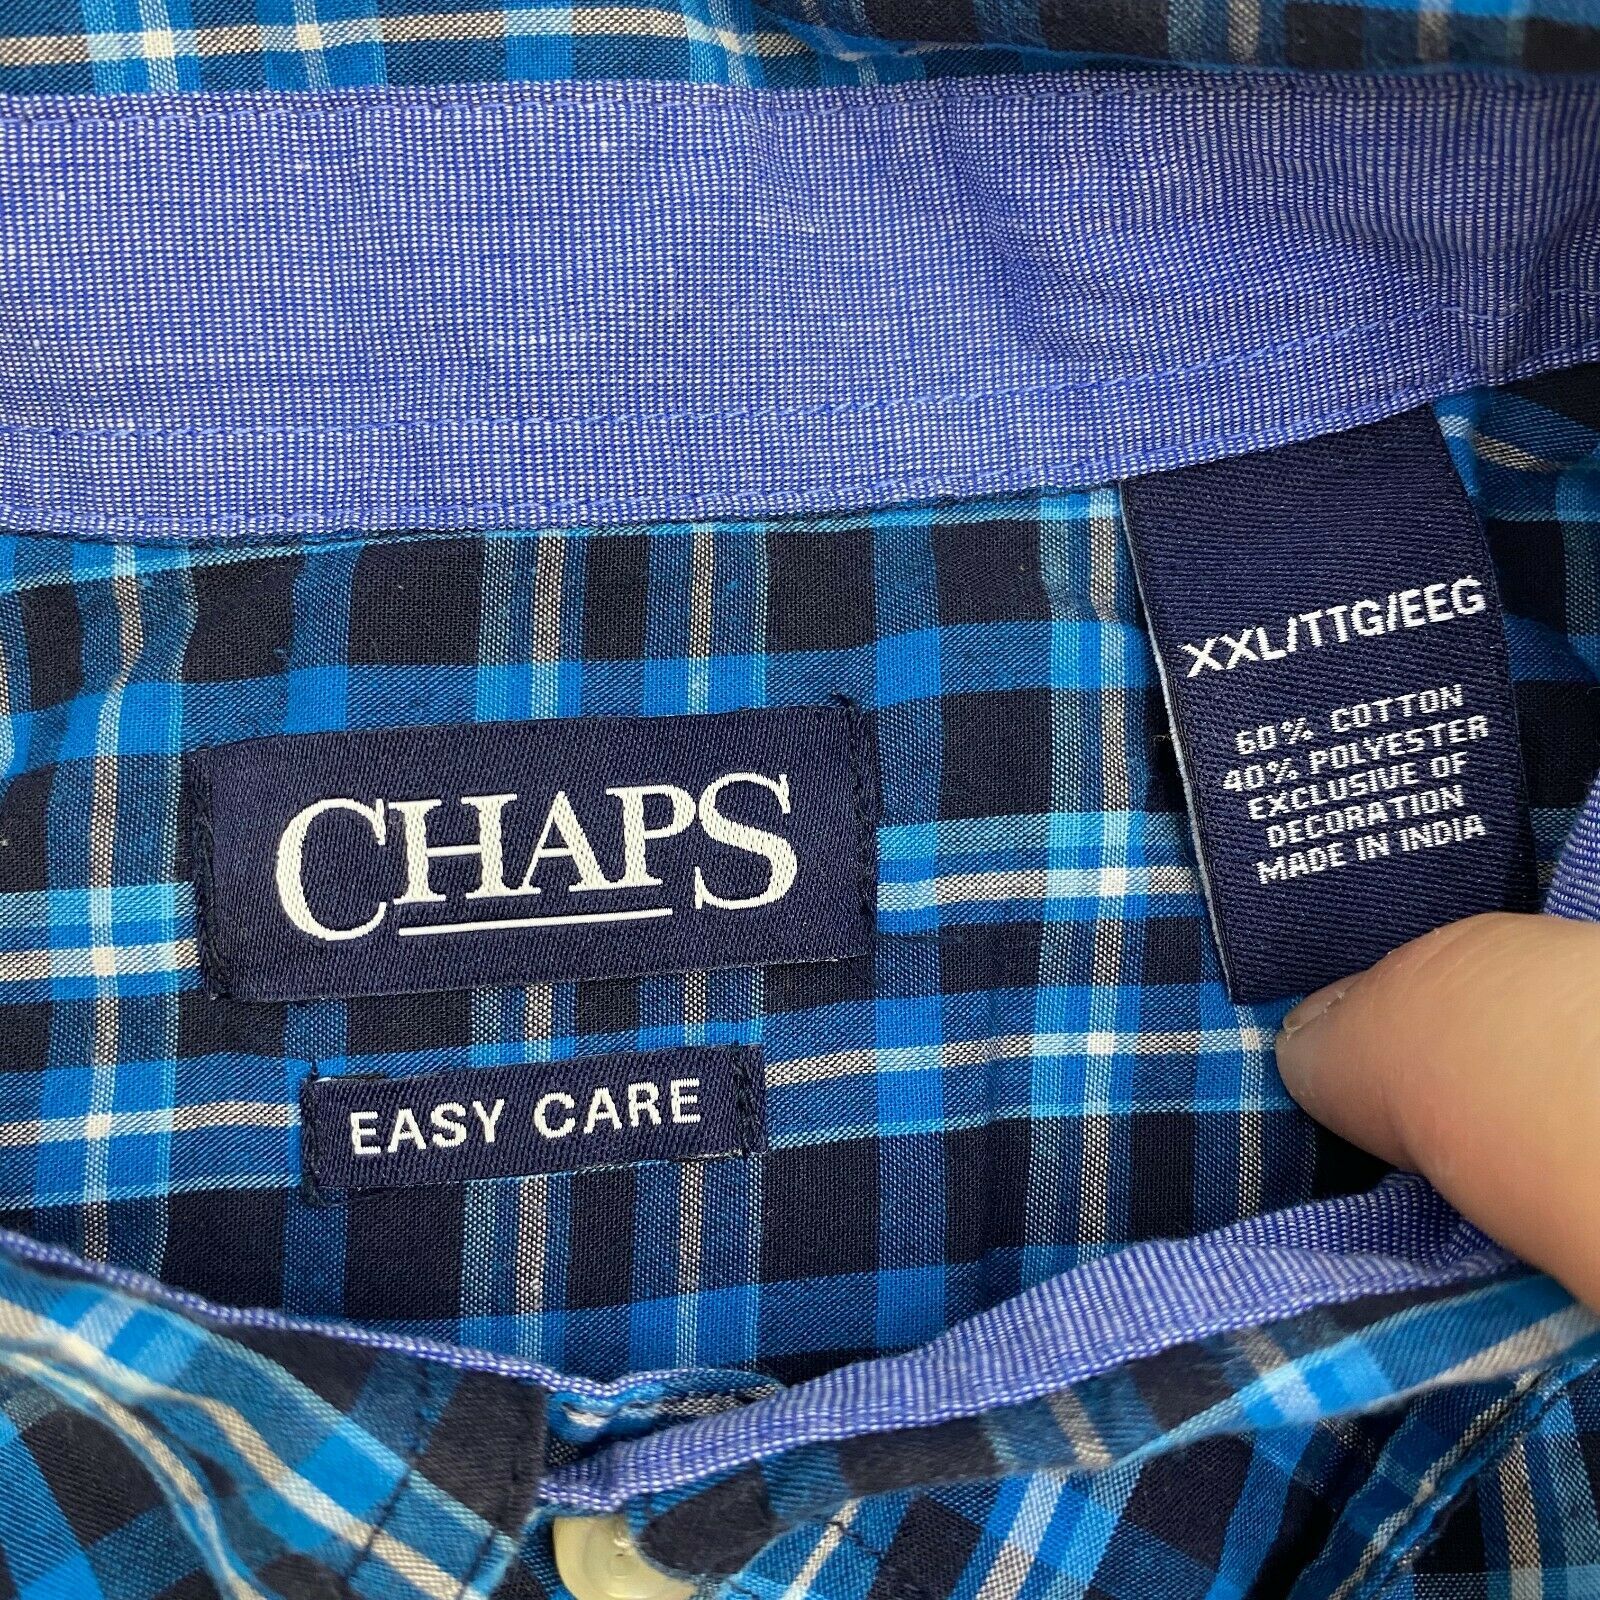 CHAPS
EASY CARE
XXL/TTG/EEG
60% COTTON
40% POLYESTER
EXCLUSIVE OF
DECORATION
MADE IN INDIA